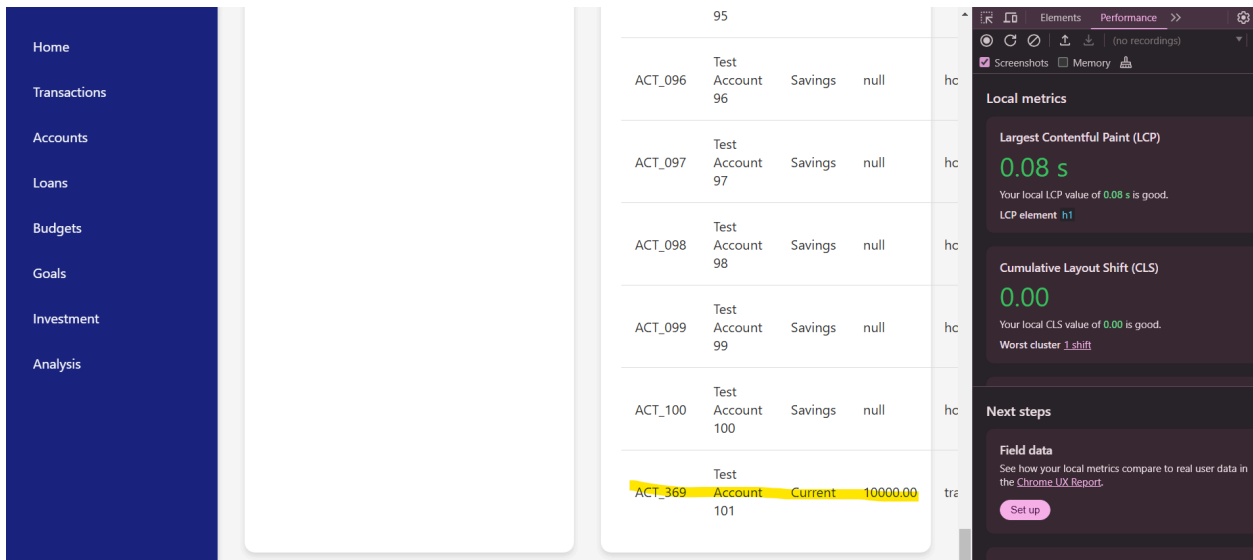 Home
Transactions
Accounts
Loans
Budgets
Goals
Investment
Analysis
95
ACT_096 Test Account 96 Savings null hc
ACT_097 Test Account 97 Savings null hc
ACT_098 Test Account 98 Savings null hc
ACT_099 Test Account 99 Savings null hc
ACT_100 Test Account 100 Savings null hc
ACT_369 Test Account 101 Current 10000.00 tra
Elements Performance
(no recordings)
Screenshots Memory
Local metrics
Largest Contentful Paint (LCP)
0.08 s
Your local LCP value of 0.08 s is good.
LCP element h1
Cumulative Layout Shift (CLS)
0.00
Your local CLS value of 0.00 is good.
Worst cluster 1 shift
Next steps
Field data
See how your local metrics compare to real user data in
the Chrome UX Report.
Set up